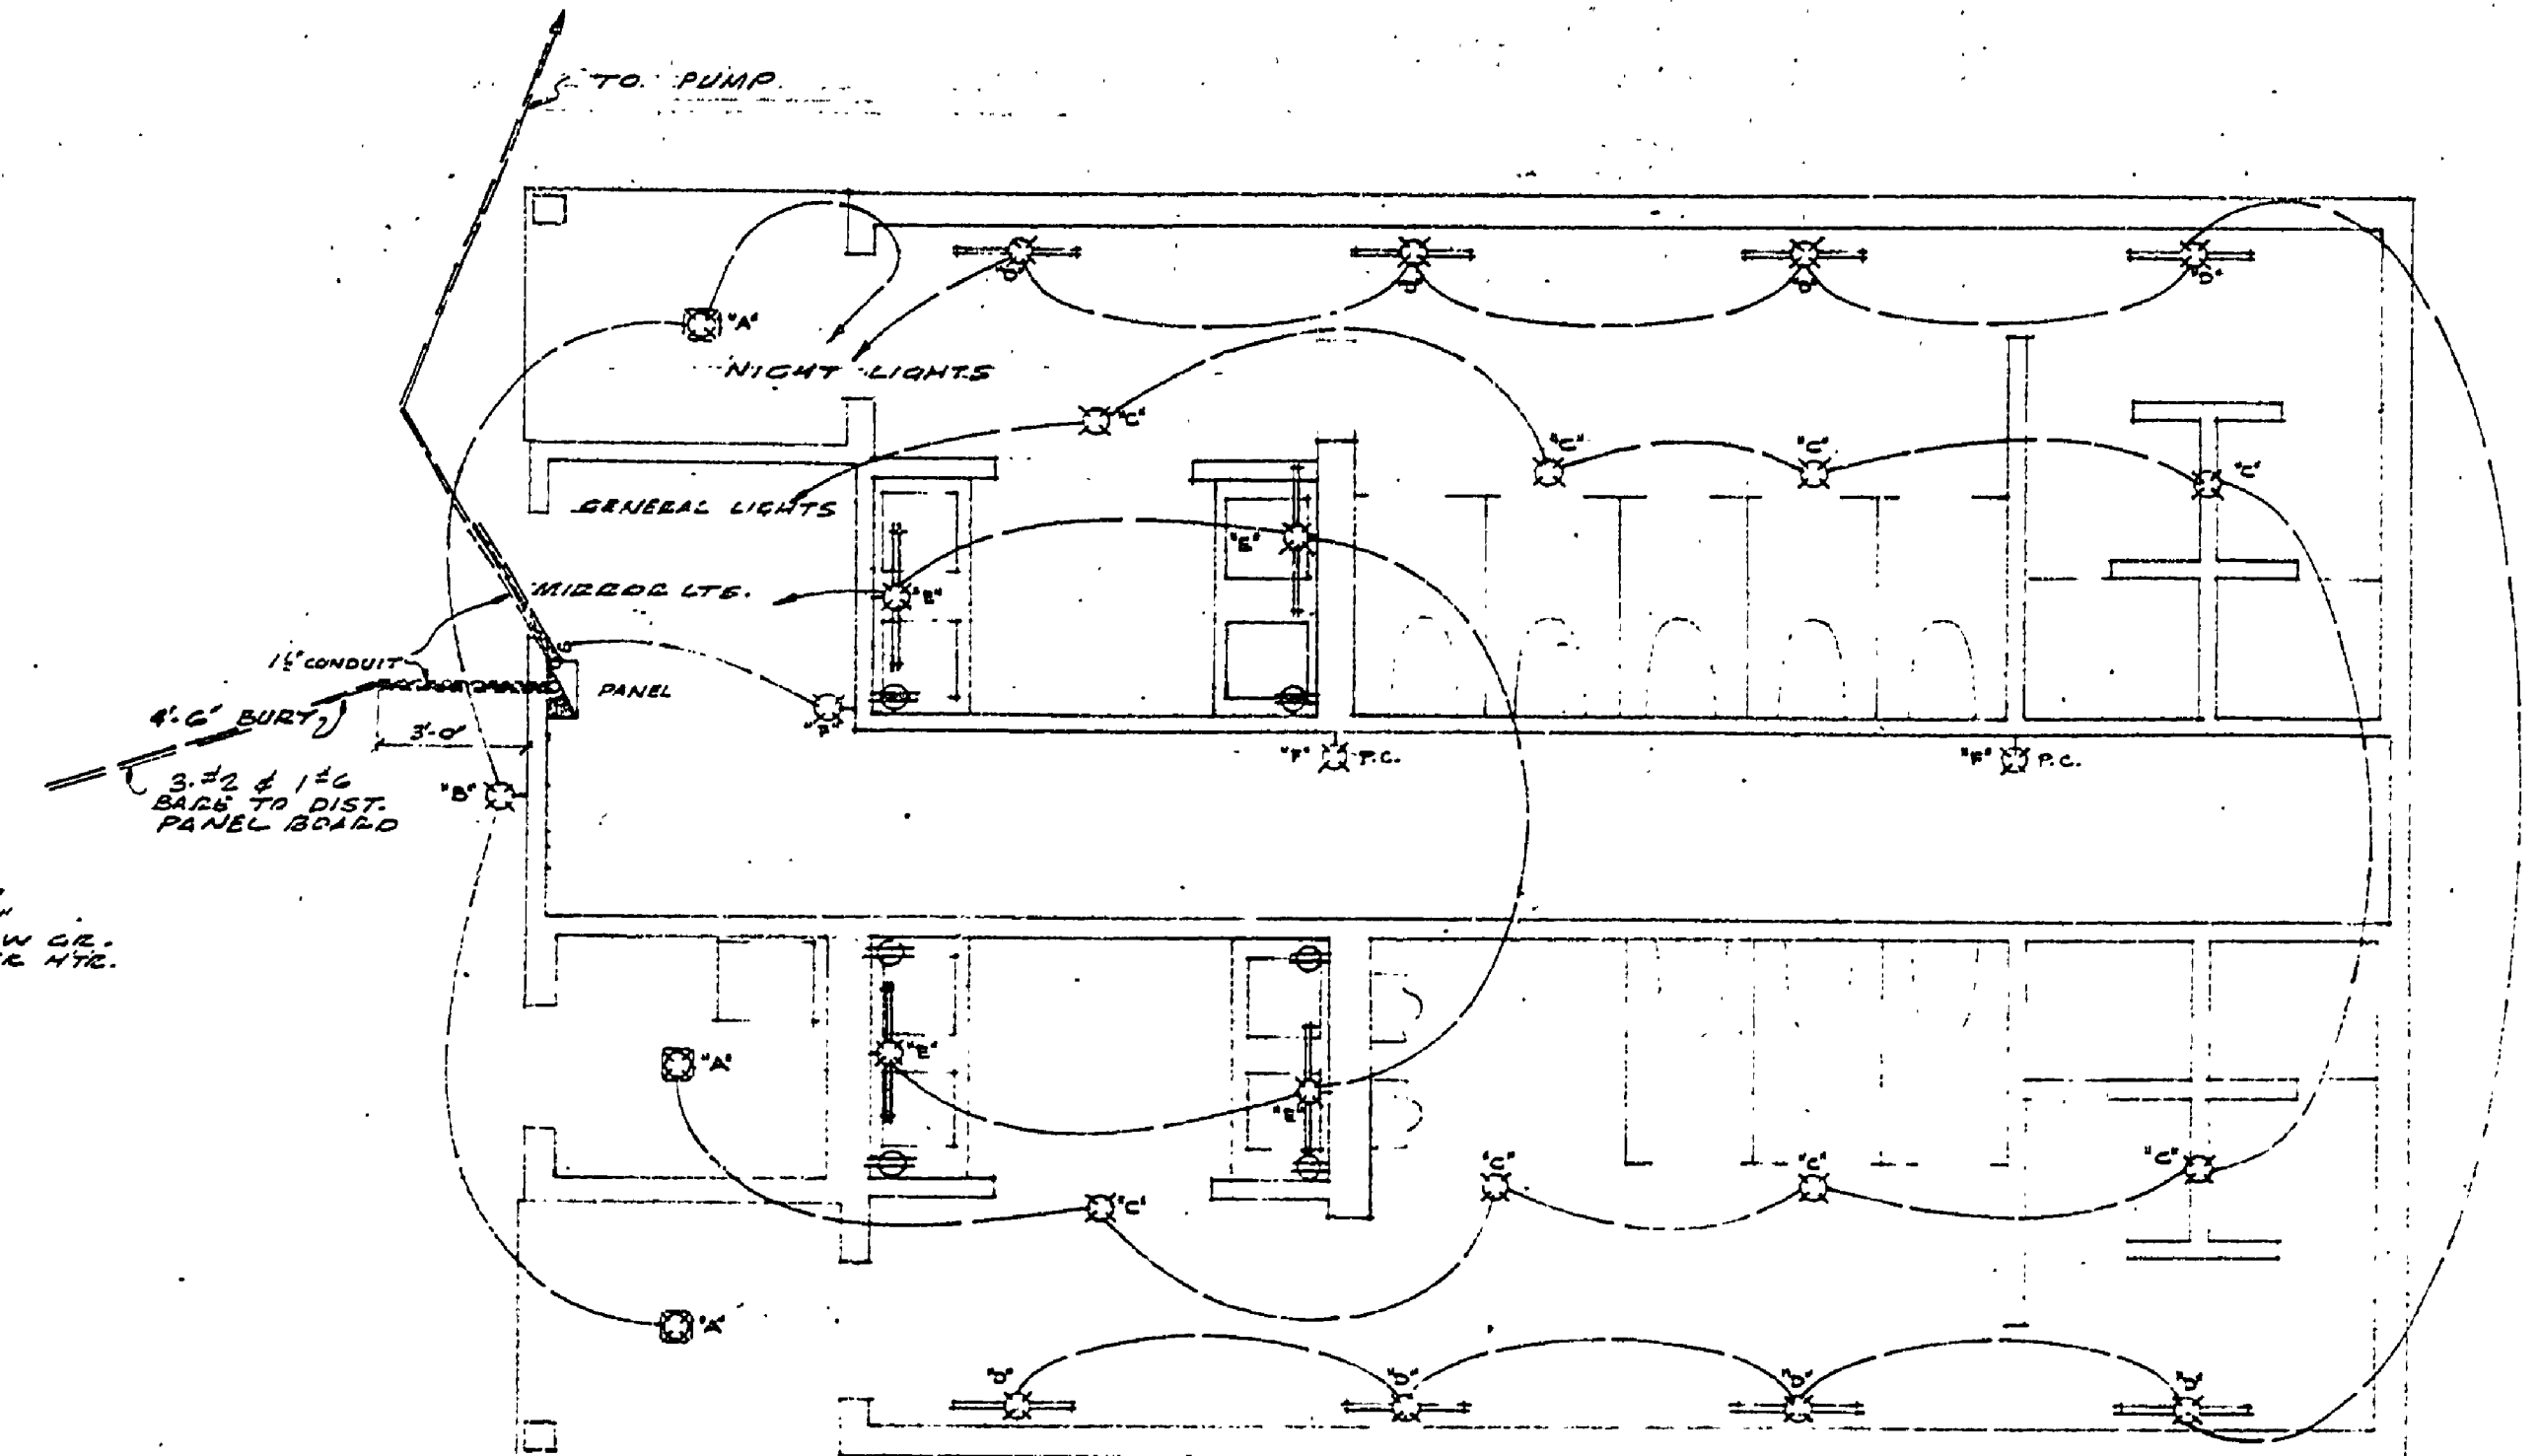 TO PUMP
"A"
"D"
"D"
"D"
"D"
NIGHT LIGHTS
"C"
"C"
"C"
"C"
GENERAL LIGHTS
"E"
MIRROR LTS.
"E"
1½" CONDUIT
PANEL
4'-6" BURY
3'-0"
"F"
"F" P.C.
"F" P.C.
3-#2 & 1#6
BARE TO DIST.
PANEL BOARD
"B"
"A"
"E"
"E"
"C"
"C"
"C"
"C"
"A"
"D"
"D"
"D"
"D"